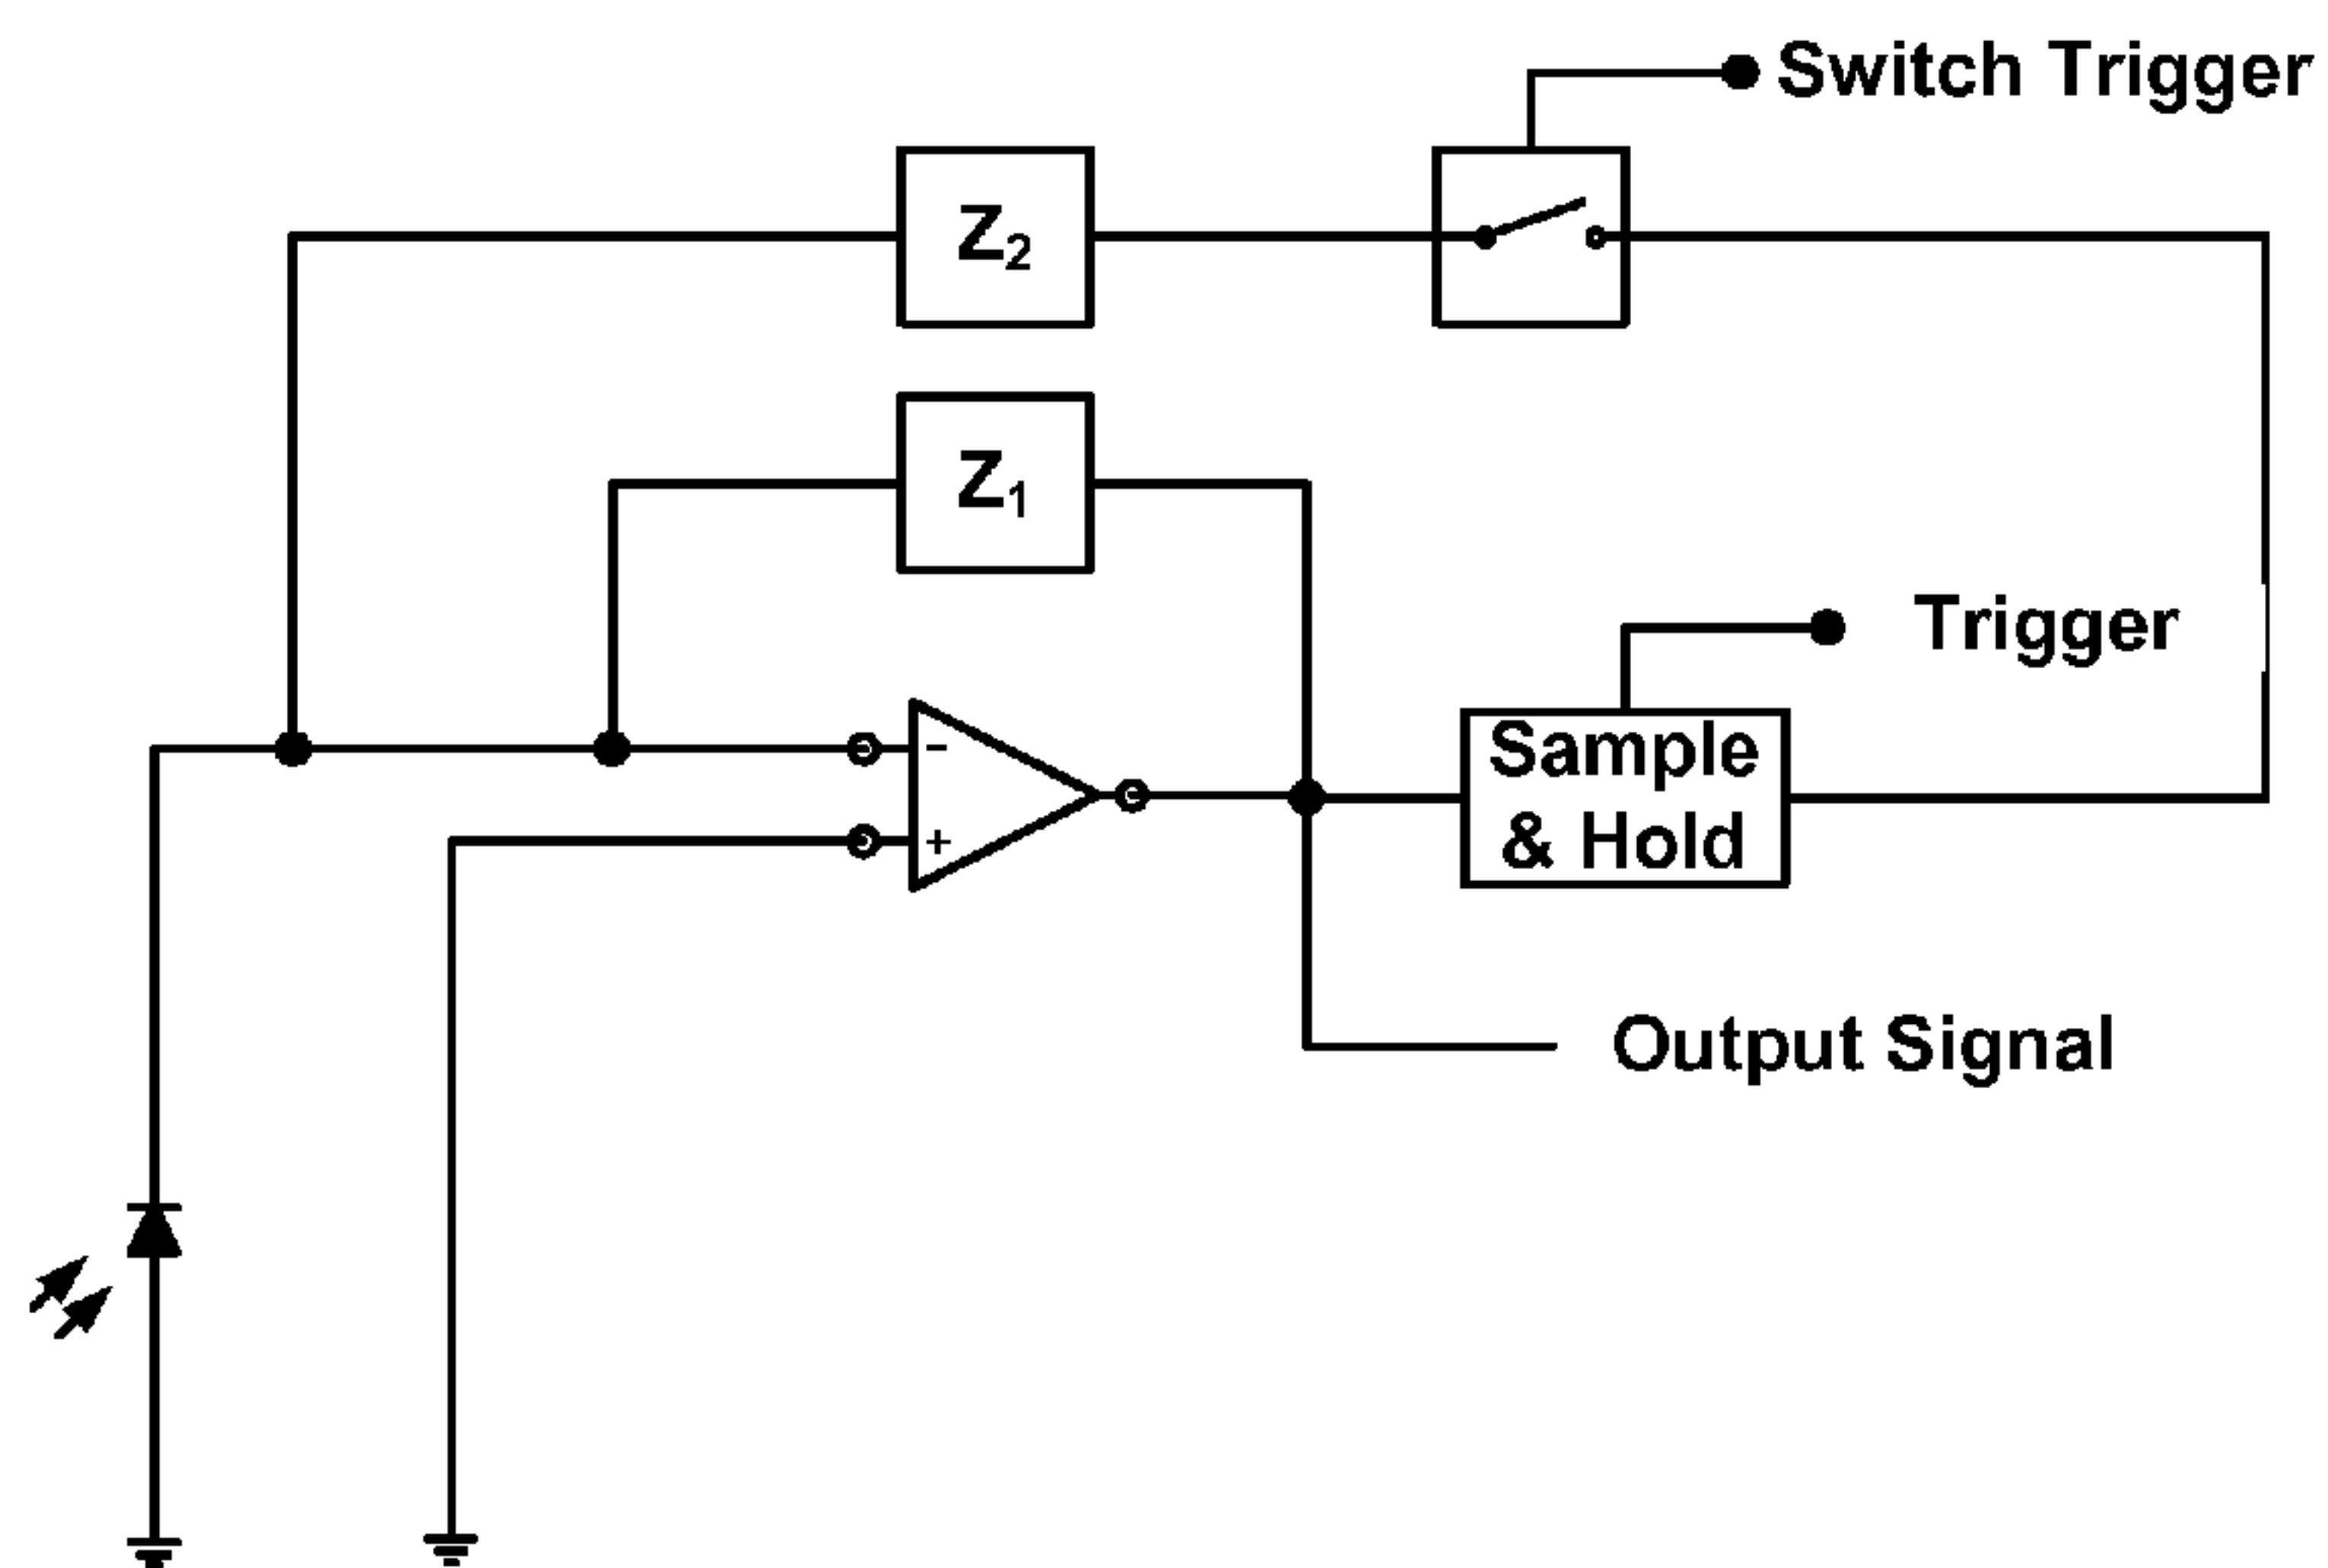 Switch Trigger
Z₂
Z₁
Trigger
-
+
Sample
& Hold
Output Signal